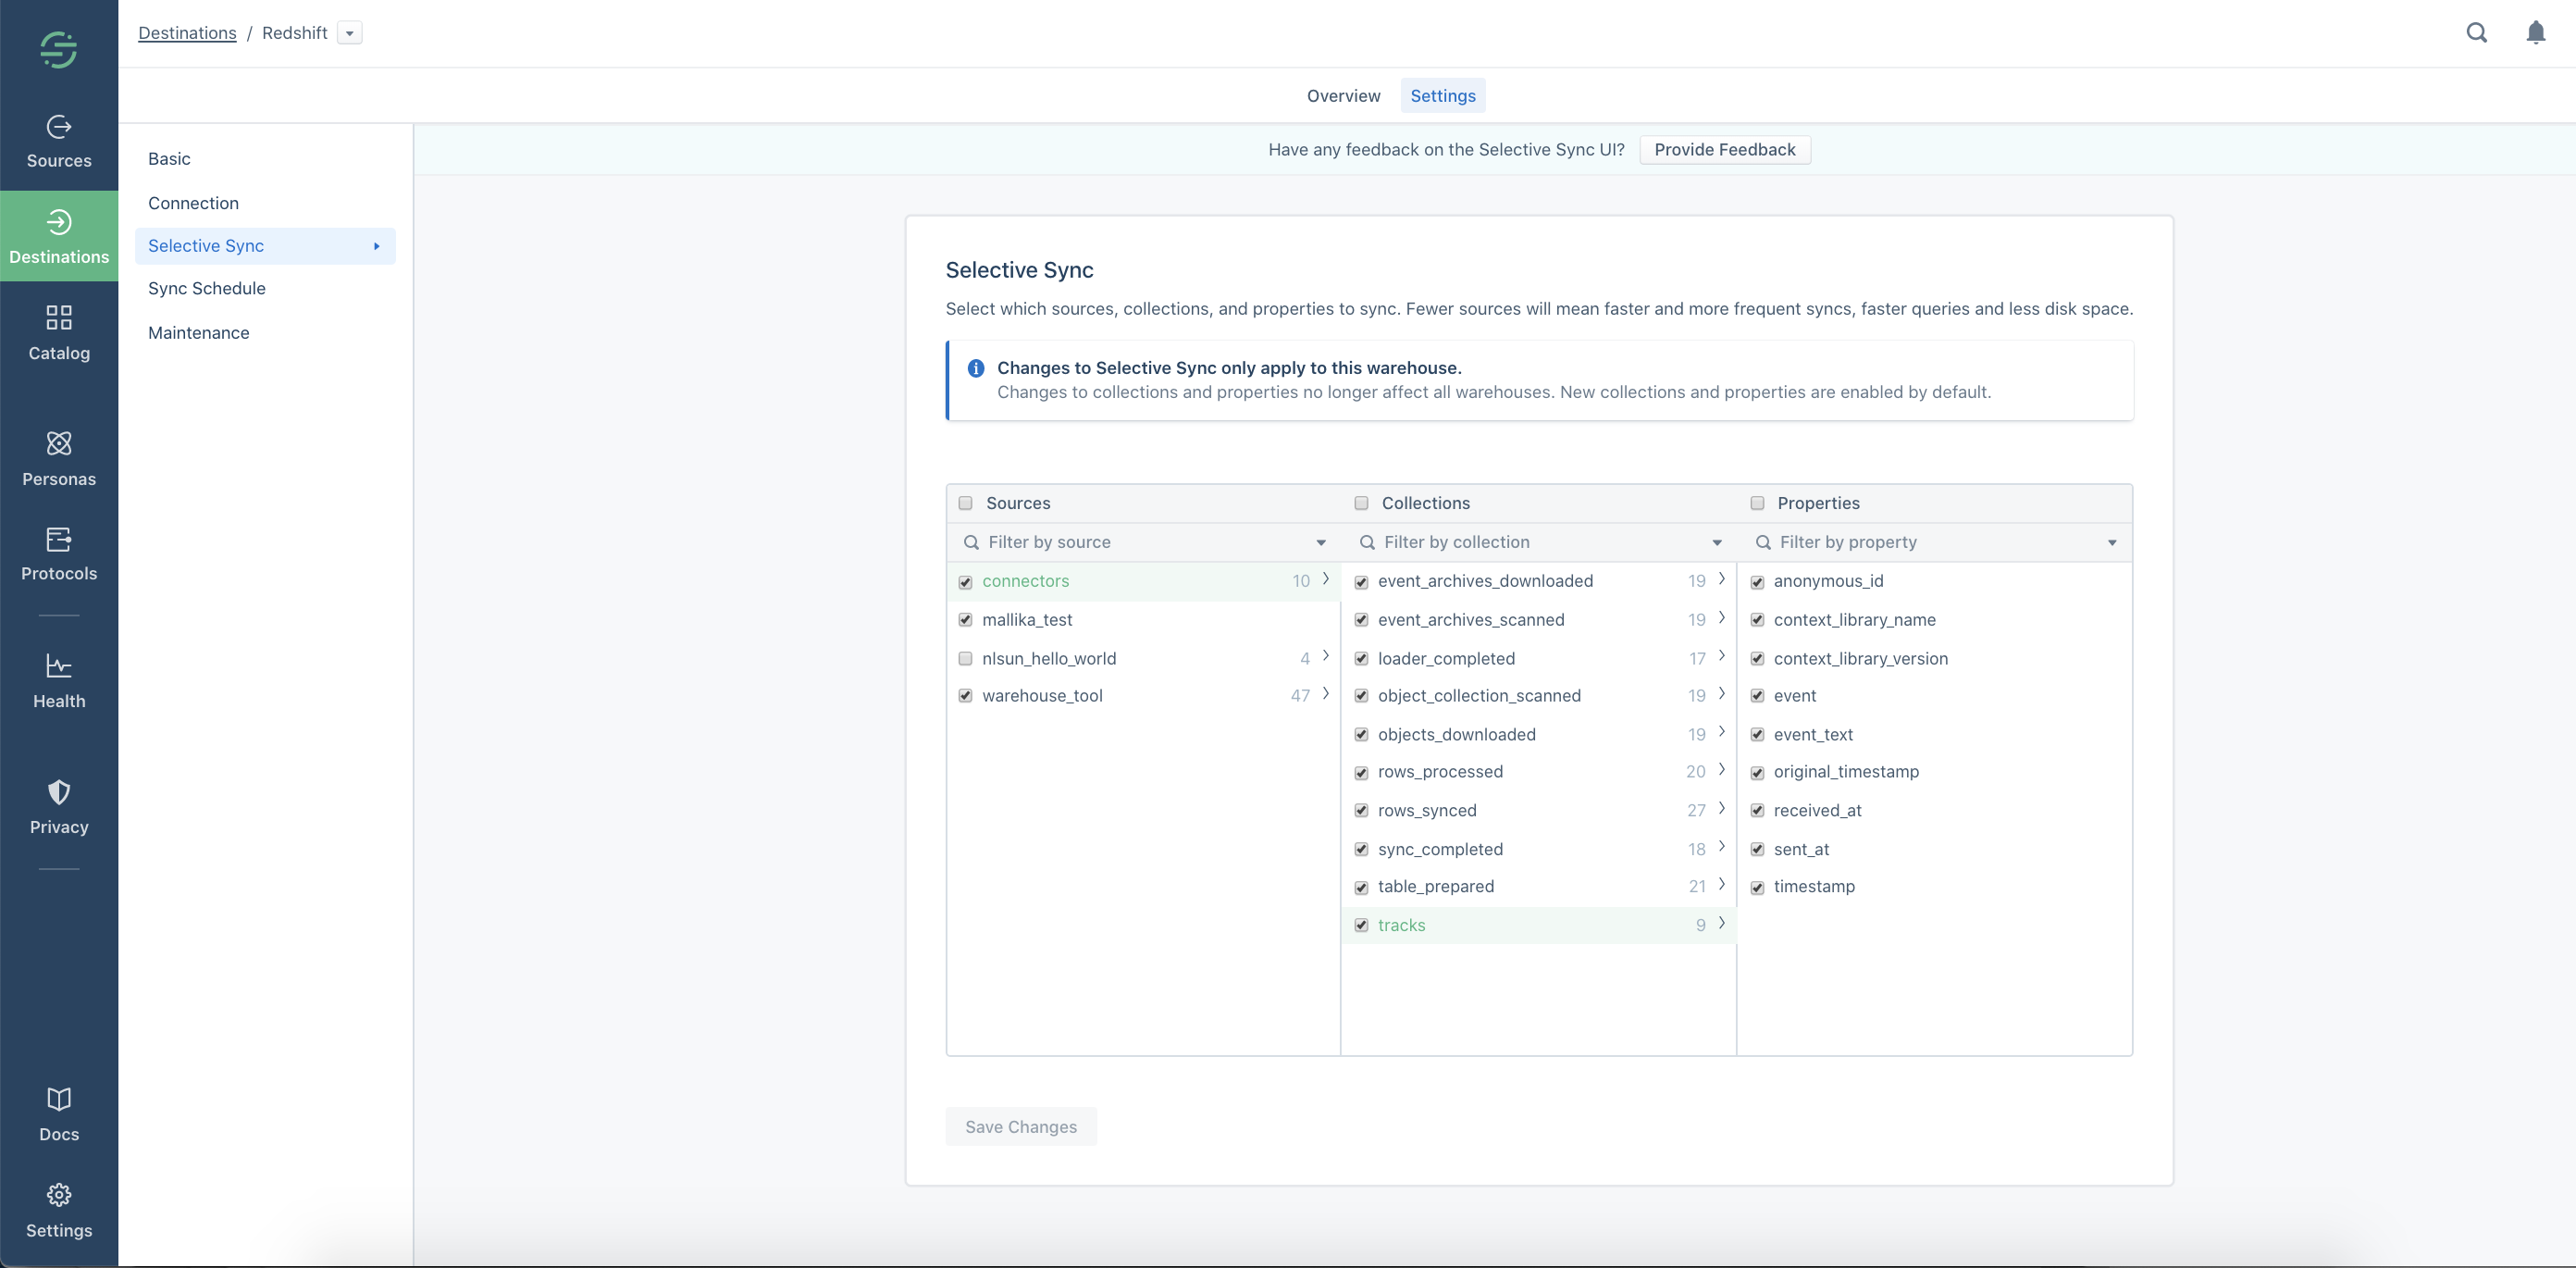 Destinations / Redshift
Overview
Settings
Sources
Destinations
Catalog
Personas
Protocols
Health
Privacy
Docs
Settings
Basic
Connection
Selective Sync
Sync Schedule
Maintenance
Have any feedback on the Selective Sync UI? Provide Feedback
Selective Sync
Select which sources, collections, and properties to sync. Fewer sources will mean faster and more frequent syncs, faster queries and less disk space.
Changes to Selective Sync only apply to this warehouse.
Changes to collections and properties no longer affect all warehouses. New collections and properties are enabled by default.
Sources
Filter by source
connectors 10
mallika_test
nlsun_hello_world 4
warehouse_tool 47
Collections
Filter by collection
event_archives_downloaded 19
event_archives_scanned 19
loader_completed 17
object_collection_scanned 19
objects_downloaded 19
rows_processed 20
rows_synced 27
sync_completed 18
table_prepared 21
tracks 9
Properties
Filter by property
anonymous_id
context_library_name
context_library_version
event
event_text
original_timestamp
received_at
sent_at
timestamp
Save Changes